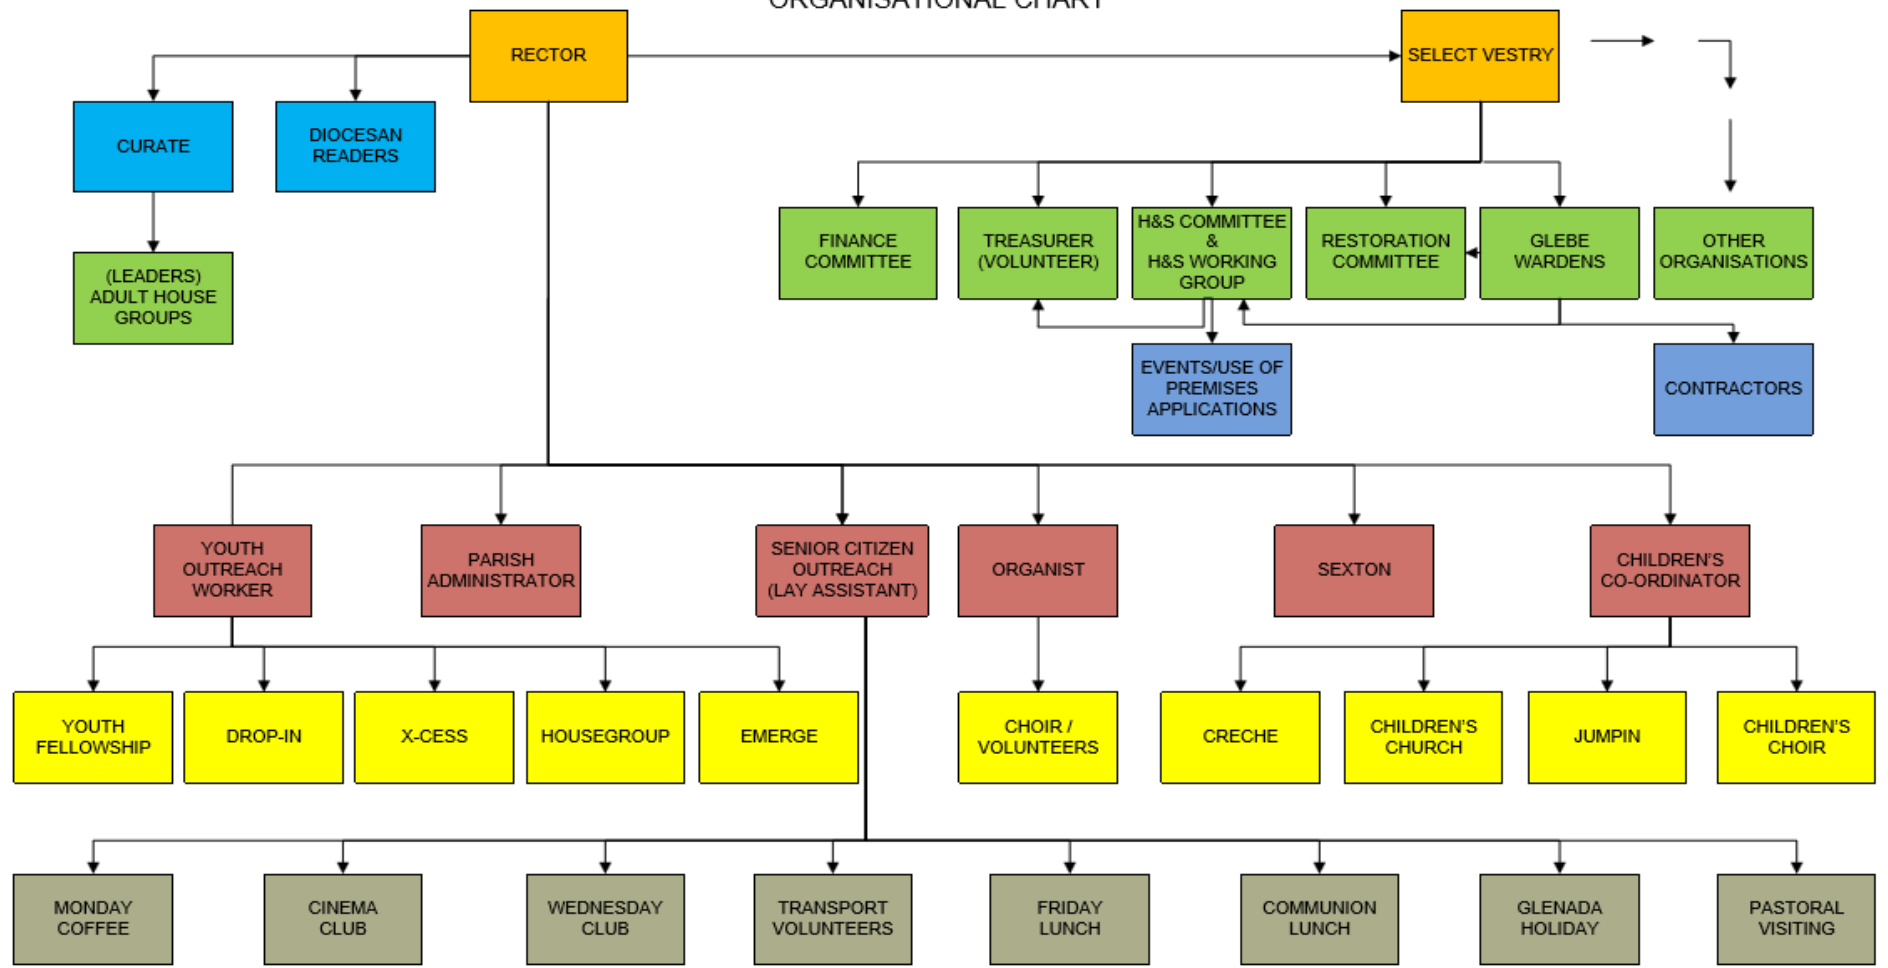 ORGANISATIONAL CHART
RECTOR
SELECT VESTRY
CURATE
DIOCESAN
READERS
(LEADERS)
ADULT HOUSE
GROUPS
FINANCE
COMMITTEE
TREASURER
(VOLUNTEER)
H&S COMMITTEE
&
H&S WORKING
GROUP
RESTORATION
COMMITTEE
GLEBE
WARDENS
OTHER
ORGANISATIONS
EVENTS/USE OF
PREMISES
APPLICATIONS
CONTRACTORS
YOUTH
OUTREACH
WORKER
PARISH
ADMINISTRATOR
SENIOR CITIZEN
OUTREACH
(LAY ASSISTANT)
ORGANIST
SEXTON
CHILDREN'S
CO-ORDINATOR
YOUTH
FELLOWSHIP
DROP-IN
X-CESS
HOUSEGROUP
EMERGE
CHOIR /
VOLUNTEERS
CRECHE
CHILDREN'S
CHURCH
JUMPIN
CHILDREN'S
CHOIR
MONDAY
COFFEE
CINEMA
CLUB
WEDNESDAY
CLUB
TRANSPORT
VOLUNTEERS
FRIDAY
LUNCH
COMMUNION
LUNCH
GLENADA
HOLIDAY
PASTORAL
VISITING